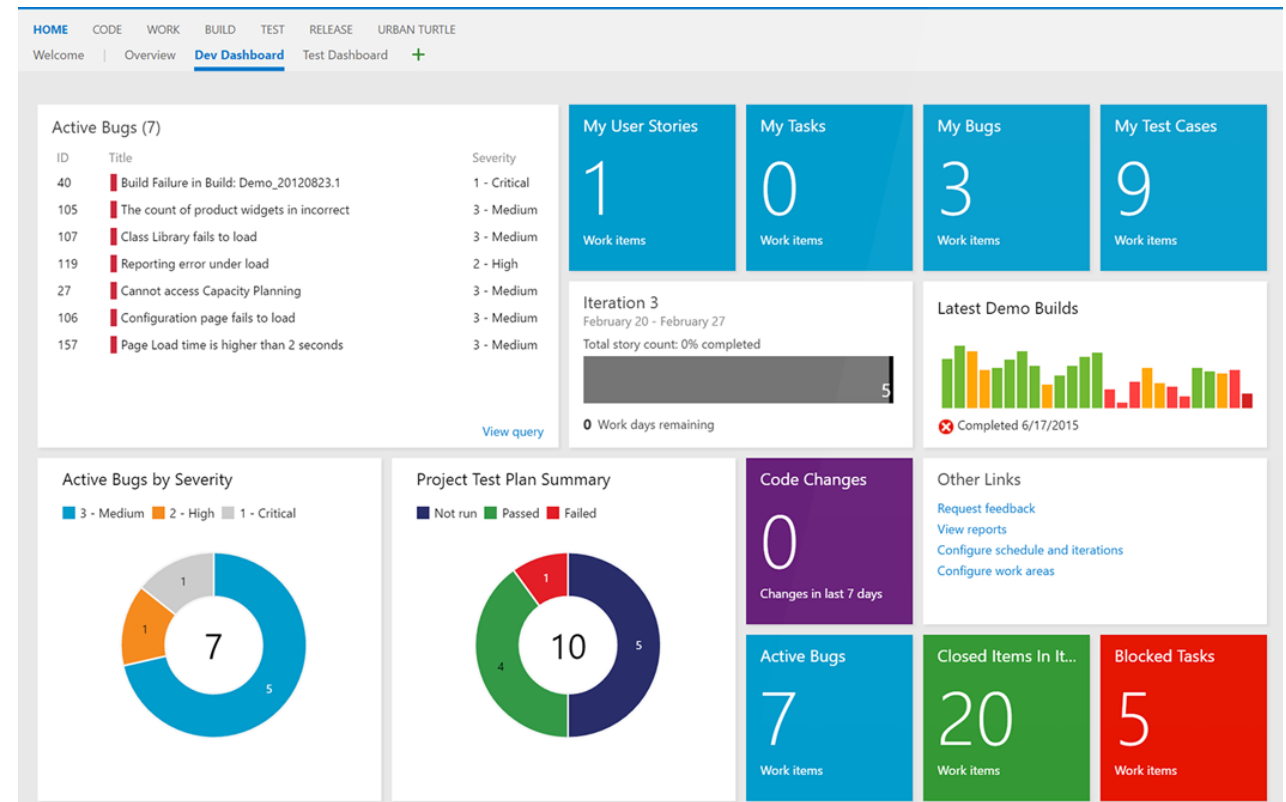 HOME CODE WORK BUILD TEST RELEASE URBAN TURTLE
Welcome | Overview Dev Dashboard Test Dashboard +
Active Bugs (7)
ID Title Severity
40 Build Failure in Build: Demo_20120823.1 1 - Critical
105 The count of product widgets in incorrect 3 - Medium
107 Class Library fails to load 3 - Medium
119 Reporting error under load 2 - High
27 Cannot access Capacity Planning 3 - Medium
106 Configuration page fails to load 3 - Medium
157 Page Load time is higher than 2 seconds 3 - Medium
View query
My User Stories
1
Work items
My Tasks
0
Work items
My Bugs
3
Work items
My Test Cases
9
Work items
Iteration 3
February 20 - February 27
Total story count: 0% completed
5
0 Work days remaining
Latest Demo Builds
Completed 6/17/2015
Active Bugs by Severity
3 - Medium 2 - High 1 - Critical
1
1
7
5
Project Test Plan Summary
Not run Passed Failed
1
10
5
4
Code Changes
0
Changes in last 7 days
Other Links
Request feedback
View reports
Configure schedule and iterations
Configure work areas
Active Bugs
7
Work items
Closed Items In It...
20
Work items
Blocked Tasks
5
Work items